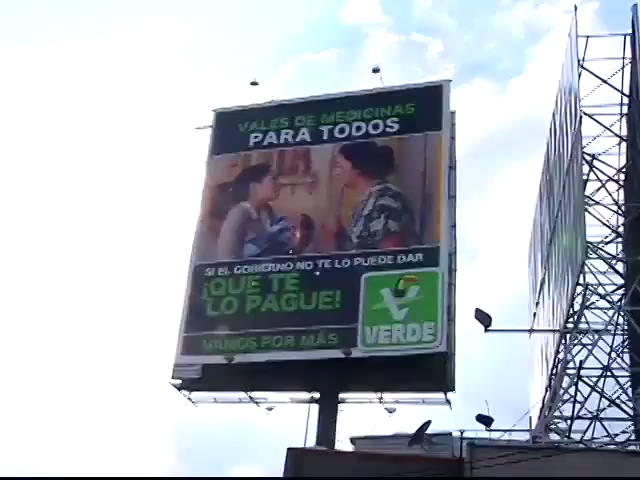 VALES DE MEDICINAS
PARA TODOS
SI EL GOBIERNO NO TE LO PUEDE DAR
¡QUE TE
LO PAGUE!
VAMOS POR MÁS
VERDE